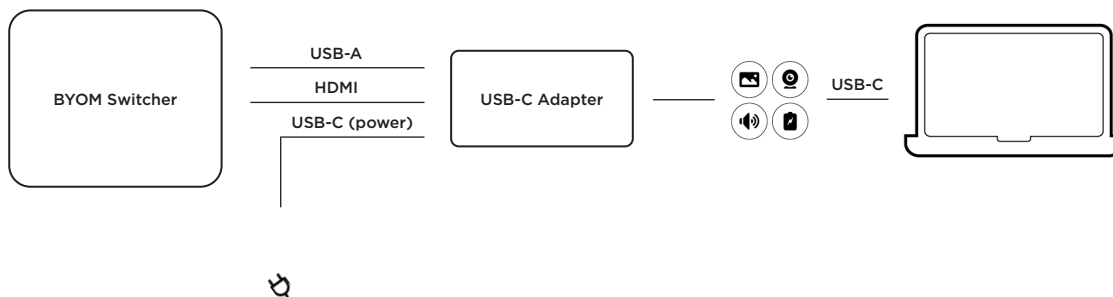 BYOM Switcher
USB-A
HDMI
USB-C (power)
USB-C Adapter
USB-C